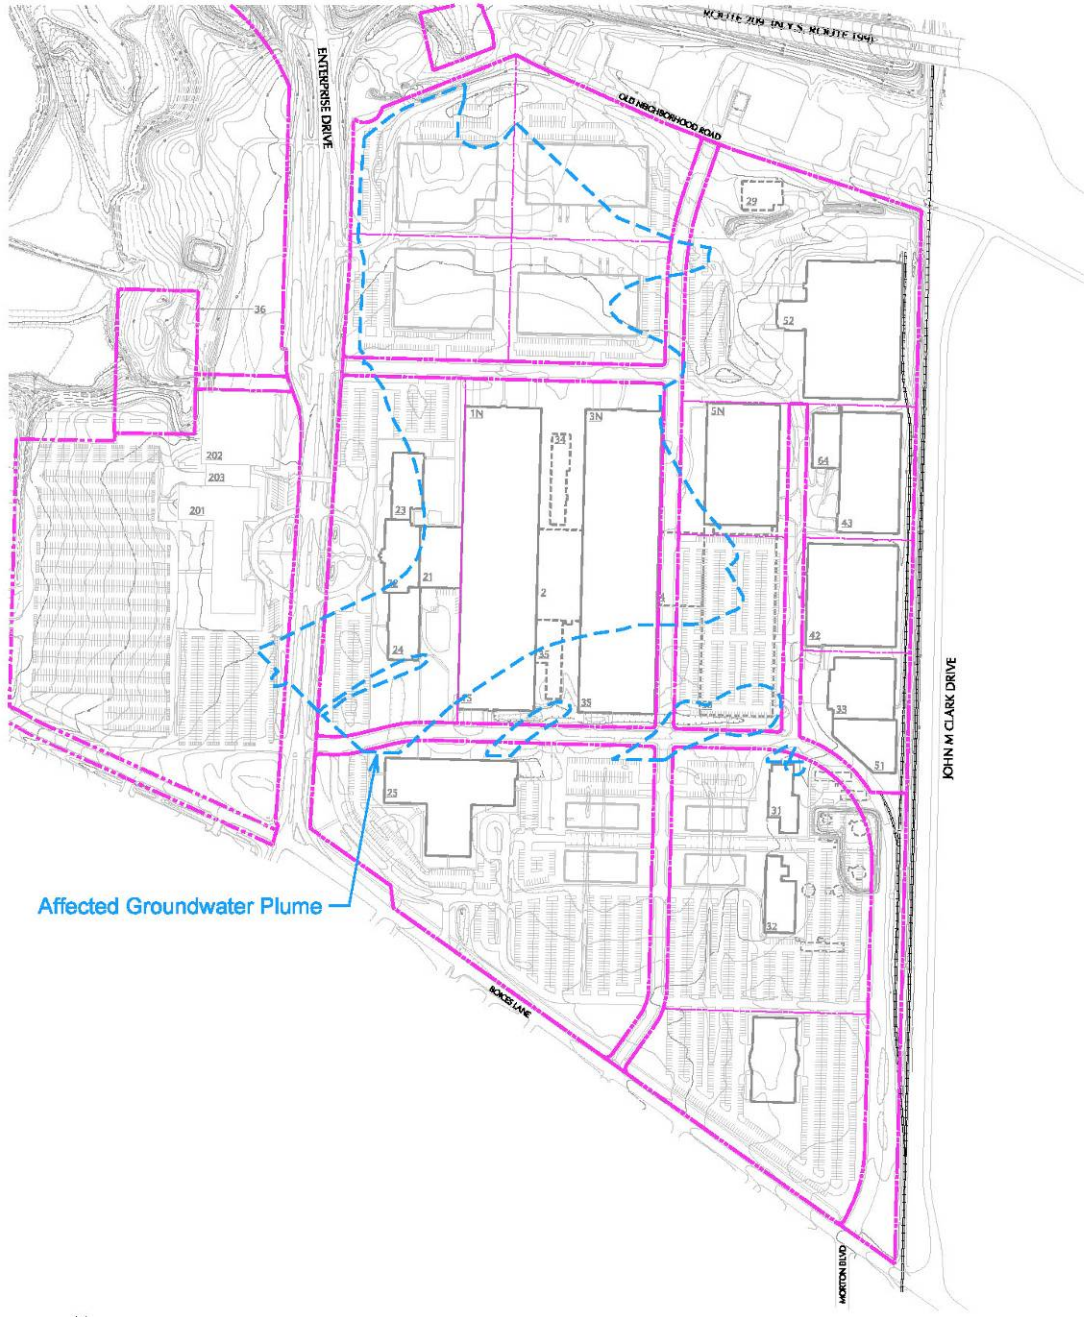 ROUTE 209 (N.Y.S. ROUTE 199)
ENTERPRISE DRIVE
OLD NEIGHBORHOOD ROAD
29
36
52
1N
3N
5N
34
202
203
201
64
23
43
21
2
4
22
42
24
35
JOHN M CLARK DRIVE
33
35
51
25
31
Affected Groundwater Plume
32
BOICES LANE
MORTON BLVD